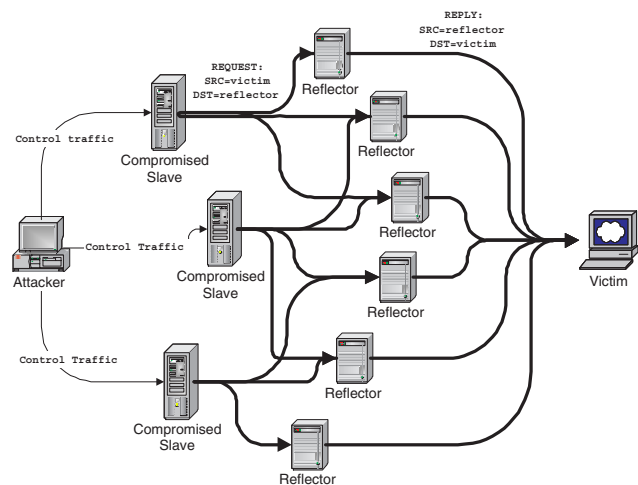 REPLY:
SRC=reflector
DST=victim
REQUEST:
SRC=victim
DST=reflector
Reflector
Control traffic
Compromised
Slave
Reflector
Reflector
Control Traffic
Attacker
Compromised
Slave
Victim
Reflector
Control Traffic
Reflector
Compromised
Slave
Reflector